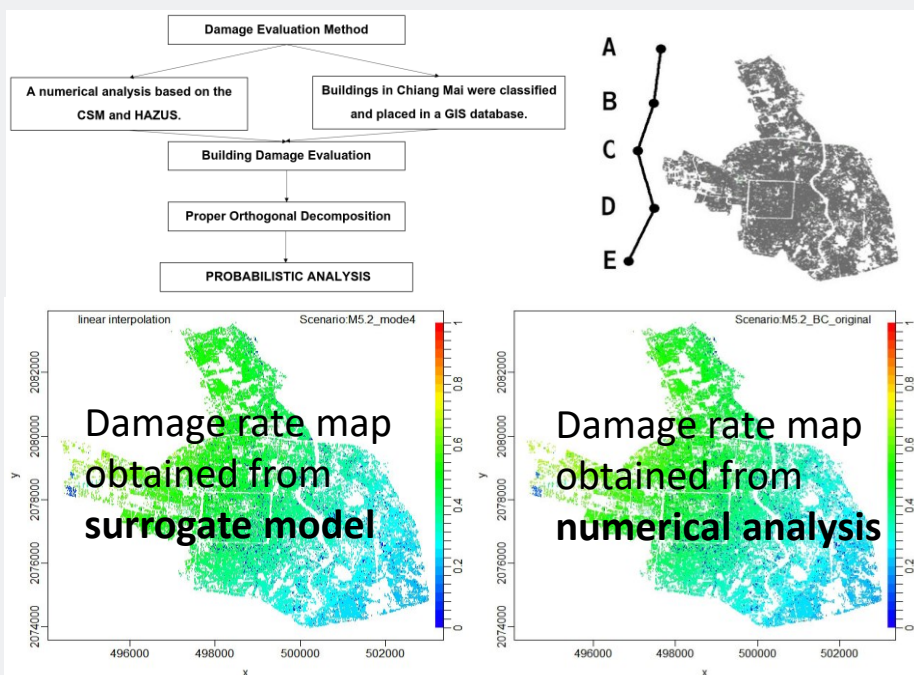 Damage Evaluation Method
A numerical analysis based on the
CSM and HAZUS.
Buildings in Chiang Mai were classified
and placed in a GIS database.
Building Damage Evaluation
Proper Orthogonal Decomposition
PROBABILISTIC ANALYSIS
A
B
C
D
E
linear interpolation
Scenario:M5.2_mode4
Damage rate map
obtained from
surrogate model
2082000
2080000
2078000
2076000
2074000
y
496000
498000
500000
502000
x
1
0.8
0.6
0.4
0.2
0
Scenario:M5.2_BC_original
Damage rate map
obtained from
numerical analysis
2082000
2080000
2078000
2076000
2074000
y
496000
498000
500000
502000
x
1
0.8
0.6
0.4
0.2
0